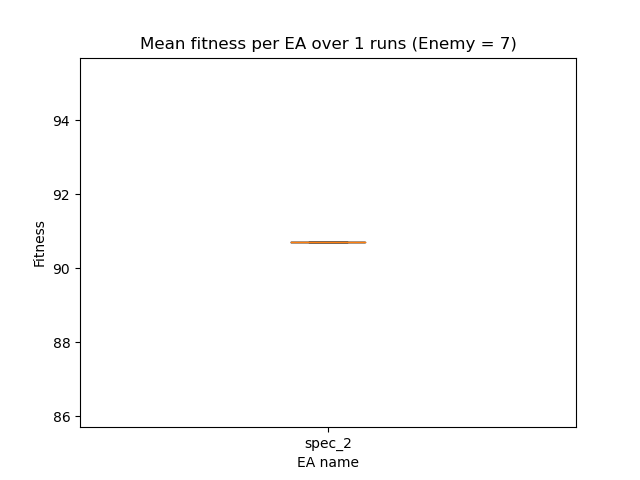 Mean fitness per EA over 1 runs (Enemy = 7)
94
92
90
88
86
Fitness
spec_2
EA name